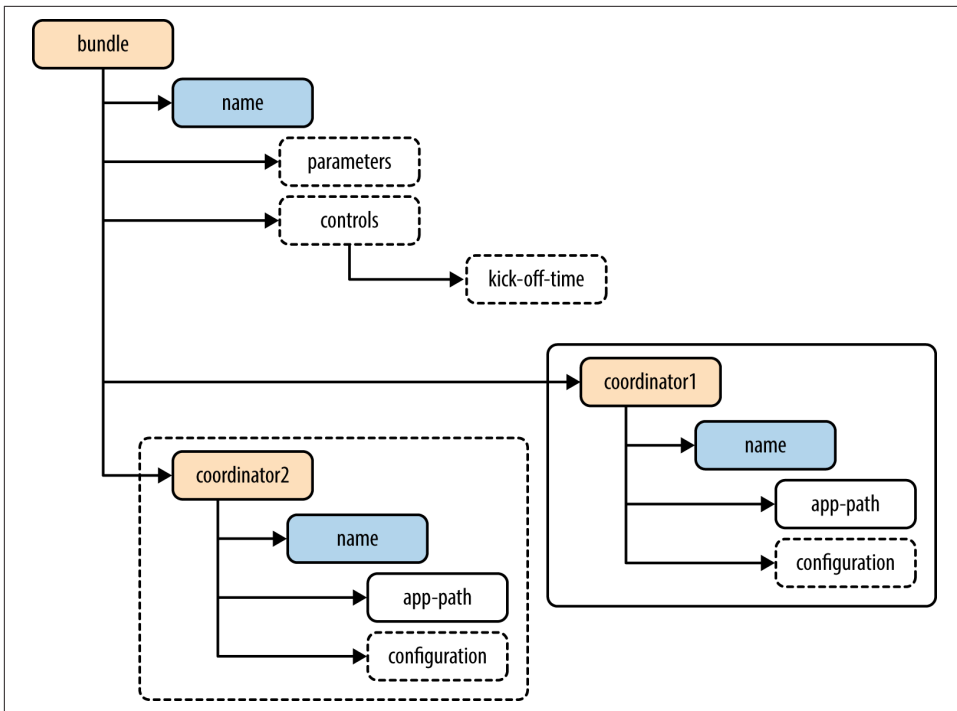 bundle
name
parameters
controls
kick-off-time
coordinator1
name
app-path
configuration
coordinator2
name
app-path
configuration